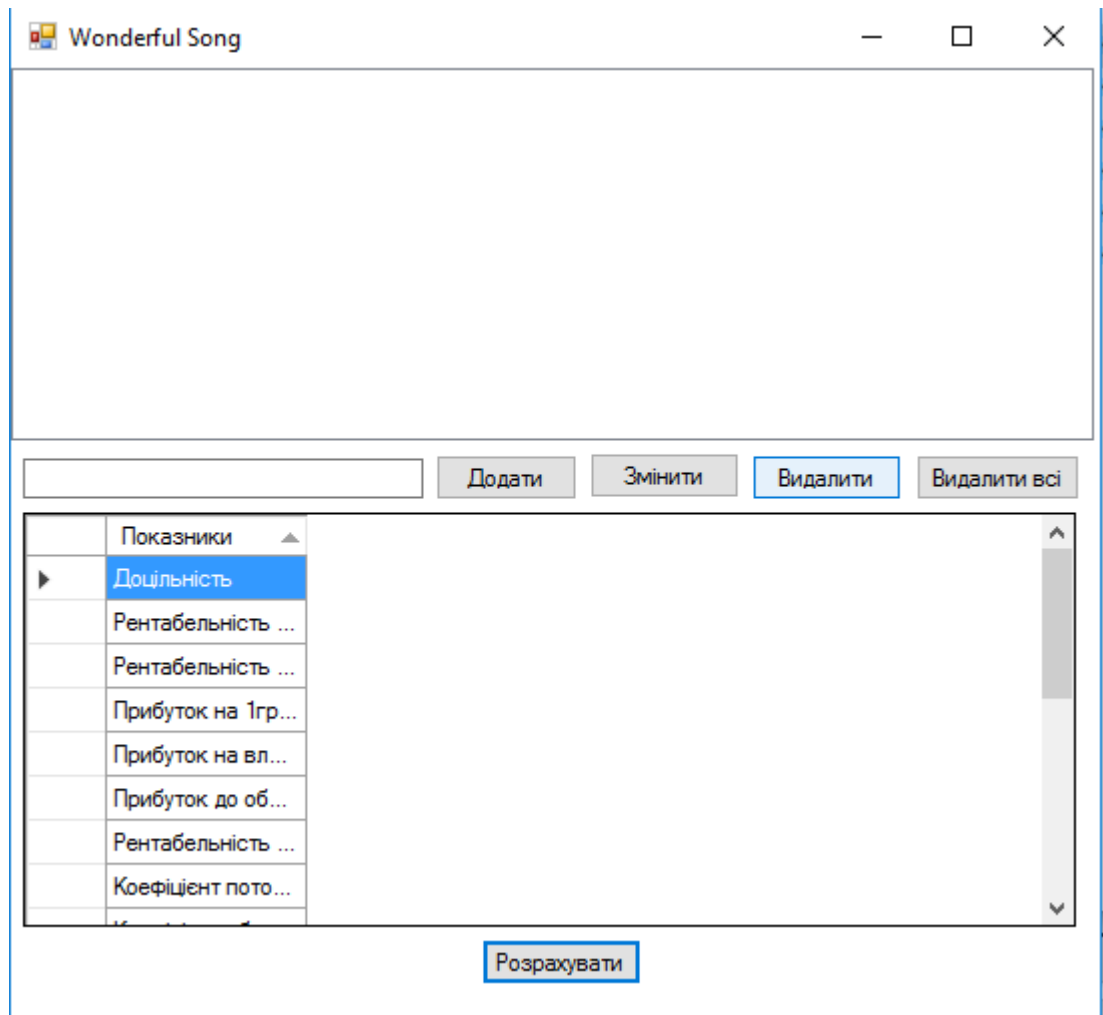 Wonderful Song
Додати Змінити Видалити Видалити всі
Показники
Доцільність
Рентабельність ...
Рентабельність ...
Прибуток на 1гр...
Прибуток на вл...
Прибуток до об...
Рентабельність ...
Коефіцієнт пото...
Розрахувати